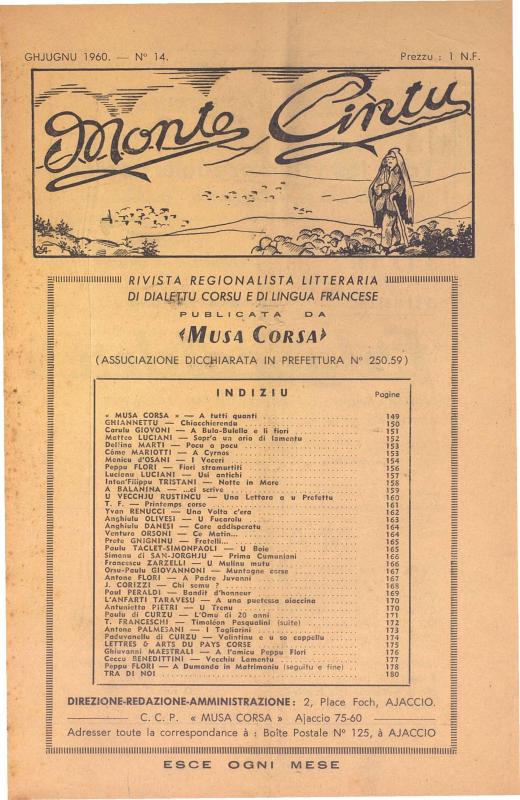 GHJUGNU 1960. — N° 14.
Prezzu : 1 N.F.
Monte Cintu
RIVISTA REGIONALISTA LITTERARIA
DI DIALETTU CORSU E DI LINGUA FRANCESE
PUBLICATA DA
«MUSA CORSA»
(ASSUCIAZIONE DICCHIARATA IN PREFETTURA N° 250.59)
INDIZIU
Pagine
« MUSA CORSA » — A tutti quanti 149
GHIANNETTU — Chiacchierendu 150
Carulu GIOVONI — A Bula-Bulella e li fiori 151
Matteo LUCIANI — Sopr'a un aria di lamentu 152
Dellina MARTI — Pocu a pocu 153
Côme MARIOTTI — A Cyrnos 153
Monicu d'OSANI — I Voceri 154
Peppu FLORI — Fiori stramurtiti 156
Lucianu LUCIANI — Usi antichi 157
Inton'Filippu TRISTANI — Notte in Mare 158
A BALANINA — ...ci scrive 159
U VECCHJU RUSTINCU — Una Lettera a u Prefettu 160
T. F. — Printemps corse 161
Yvan RENUCCI — Una Volta c'era 162
Anghjulu OLIVESI — U Fucarolu 163
Anghjulu DANESI — Core addisperatu 164
Venturu ORSONI — Ce Matin... 164
Prete GNIGNINU — Fratelli... 165
Paulu TACLET-SIMONPAOLI — U Boie 165
Simonu di SAN-JORGHJU — Prima Cumuniani 166
Francescu ZARZELLI — U Mulinu mutu 166
Orsu-Paulu GIOVANNONI — Muntagne corse 167
Antone FLORI — A Padre Juvanni 167
J. CORIZZI — Chi semu ? 168
Paul PERALDI — Bandit d'honneur 169
L'ANFARTI TARAVESU — A una puetessa aiaccina 170
Antunietta PIETRI — U Trenu 170
Paulu di CURZU — L'Omu di 20 anni 171
T. FRANCESCHI — Timoléon Pasqualini (suite) 172
Antone PALMESANI — I Tagliarini 173
Paduvanellu di CURZU — Valintinu e u so cappellu 174
LETTRES & ARTS DU PAYS CORSE 175
Ghjuvanni MAESTRALI — A l'amicu Peppu Flori 176
Ceccu BENEDITTINI — Vecchiu Lamentu 177
Peppu FLORI — A Dumanda in Matrimoniu (seguitu e fine) 178
TRA DI NOI 180
DIREZIONE-REDAZIONE-AMMINISTRAZIONE : 2, Place Foch, AJACCIO.
C. C. P. « MUSA CORSA » Ajaccio 75-60
Adresser toute la correspondance à : Boîte Postale N° 125, à AJACCIO
ESCE OGNI MESE